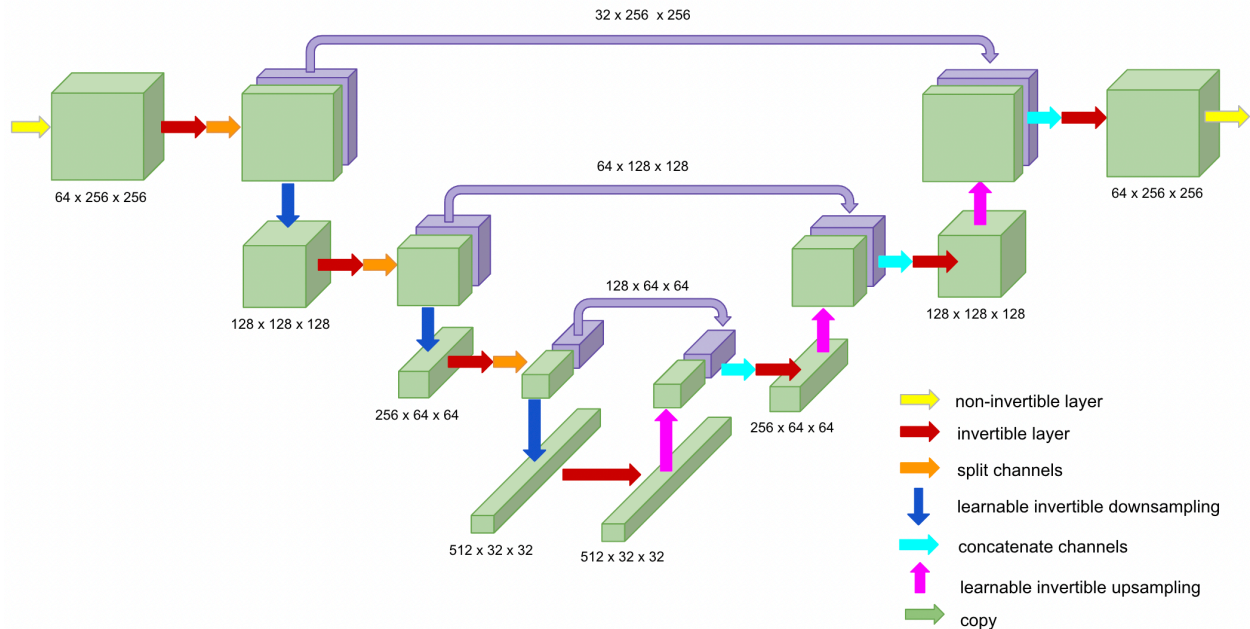 32 x 256 x 256
64 x 256 x 256
64 x 256 x 256
64 x 128 x 128
128 x 128 x 128
128 x 128 x 128
128 x 64 x 64
256 x 64 x 64
256 x 64 x 64
512 x 32 x 32
512 x 32 x 32
non-invertible layer
invertible layer
split channels
learnable invertible downsampling
concatenate channels
learnable invertible upsampling
copy